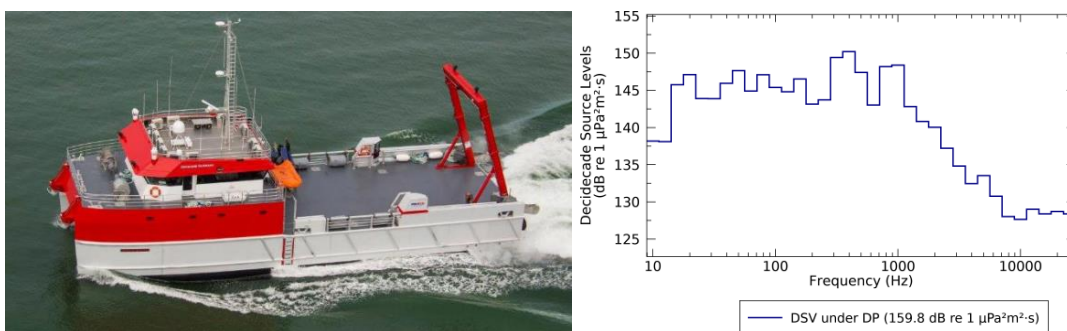 155
150
145
140
135
130
125
Decidecade Source Levels
(dB re 1 µPa²m²·s)
10
100
1000
10000
Frequency (Hz)
DSV under DP (159.8 dB re 1 µPa²m²·s)